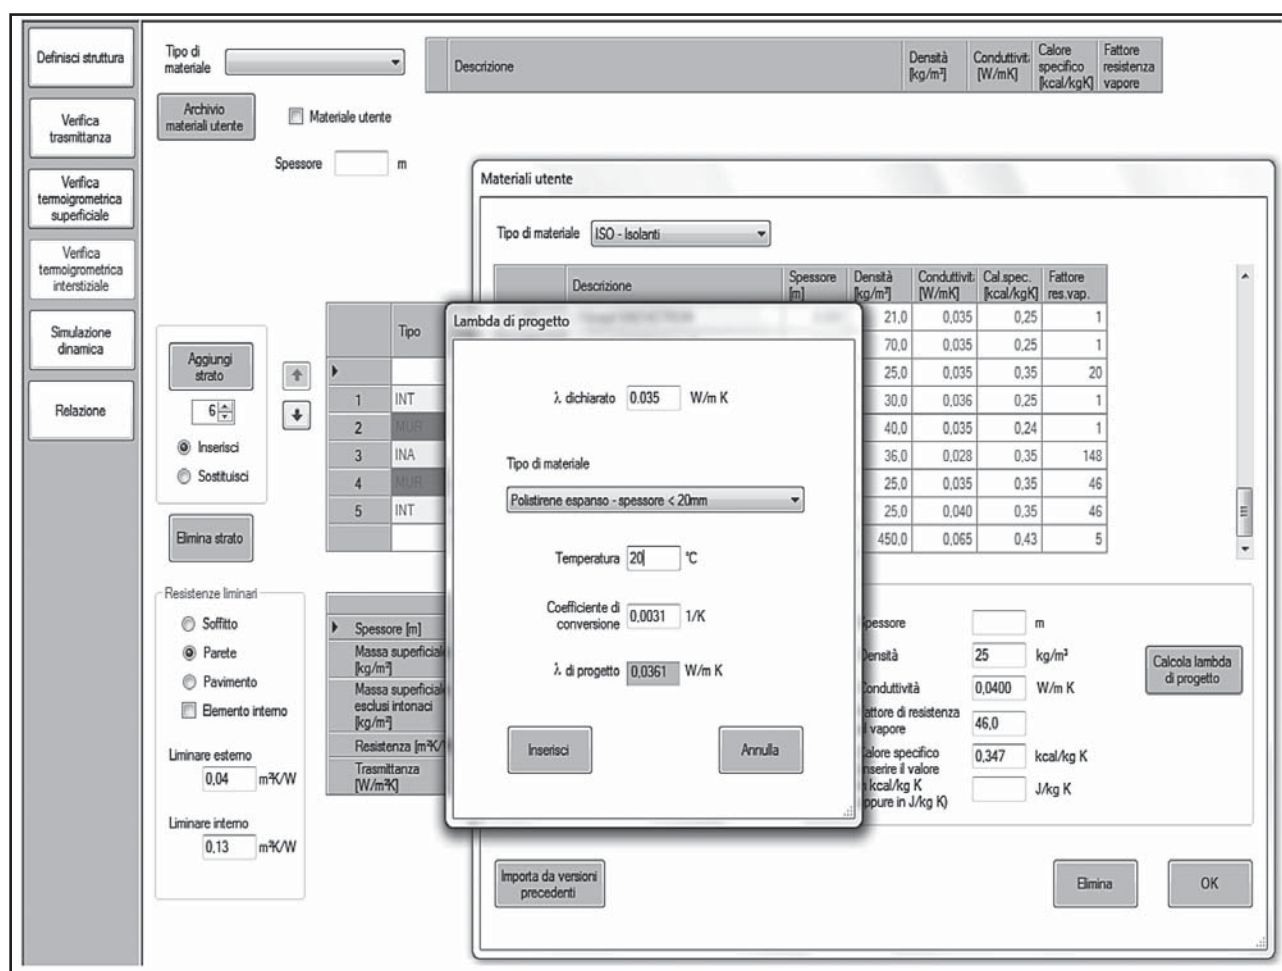 Definisci struttura
Verifica
trasmittanza
Verifica
termoigrometrica
superficiale
Verifica
termoigrometrica
interstiziale
Simulazione
dinamica
Relazione
Tipo di
materiale
Archivio
materiali utente
Materiale utente
Spessore m
Descrizione
Densità
[kg/m³]
Conduttivit:
[W/mK]
Calore
specifico
[kcal/kgK]
Fattore
resistenza
vapore
Aggiungi
strato
6
Inserisci
Sostituisci
Elimina strato
Tipo
1 INT
2 MUR
3 INA
4 MUR
5 INT
Resistenze liminari
Soffitto
Parete
Pavimento
Elemento interno
Liminare esterno
0,04 m²K/W
Liminare interno
0,13 m²K/W
Spessore [m]
Massa superficial
[kg/m²]
Massa superficial
esclusi intonaci
[kg/m²]
Resistenza [m²K/
Trasmittanza
[W/m²K]
Materiali utente
Tipo di materiale ISO - Isolanti
Descrizione
Spessore
[m]
Densità
[kg/m³]
Conduttivit:
[W/mK]
Cal.spec.
[kcal/kgK]
Fattore
res.vap.
21,0 0,035 0,25 1
70,0 0,035 0,25 1
25,0 0,035 0,35 20
30,0 0,036 0,25 1
40,0 0,035 0,24 1
36,0 0,028 0,35 148
25,0 0,035 0,35 46
25,0 0,040 0,35 46
450,0 0,065 0,43 5
Lambda di progetto
λ dichiarato 0.035 W/m K
Tipo di materiale
Polistirene espanso - spessore < 20mm
Temperatura 20 °C
Coefficiente di
conversione 0,0031 1/K
λ di progetto 0,0361 W/m K
Inserisci
Annulla
pessore m
Densità 25 kg/m³
Conduttività 0,0400 W/m K
attore di resistenza
l vapore 46,0
alore specifico
nserire il valore
kcal/kg K
ppure in J/kg K)
0,347 kcal/kg K
J/kg K
Calcola lambda
di progetto
Importa da versioni
precedenti
Elimina
OK